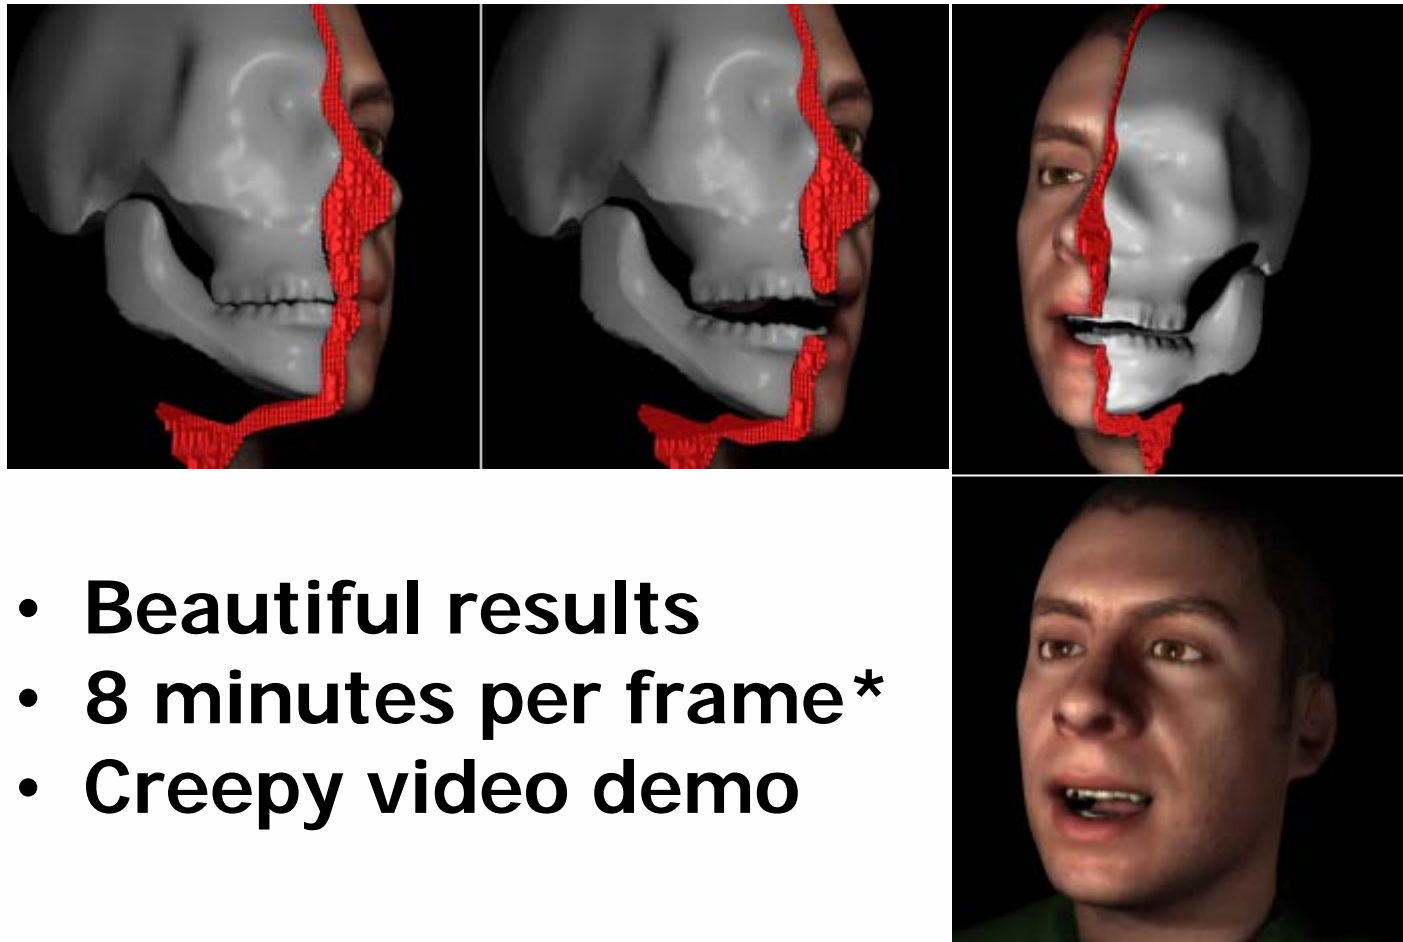 • Beautiful results
• 8 minutes per frame*
• Creepy video demo